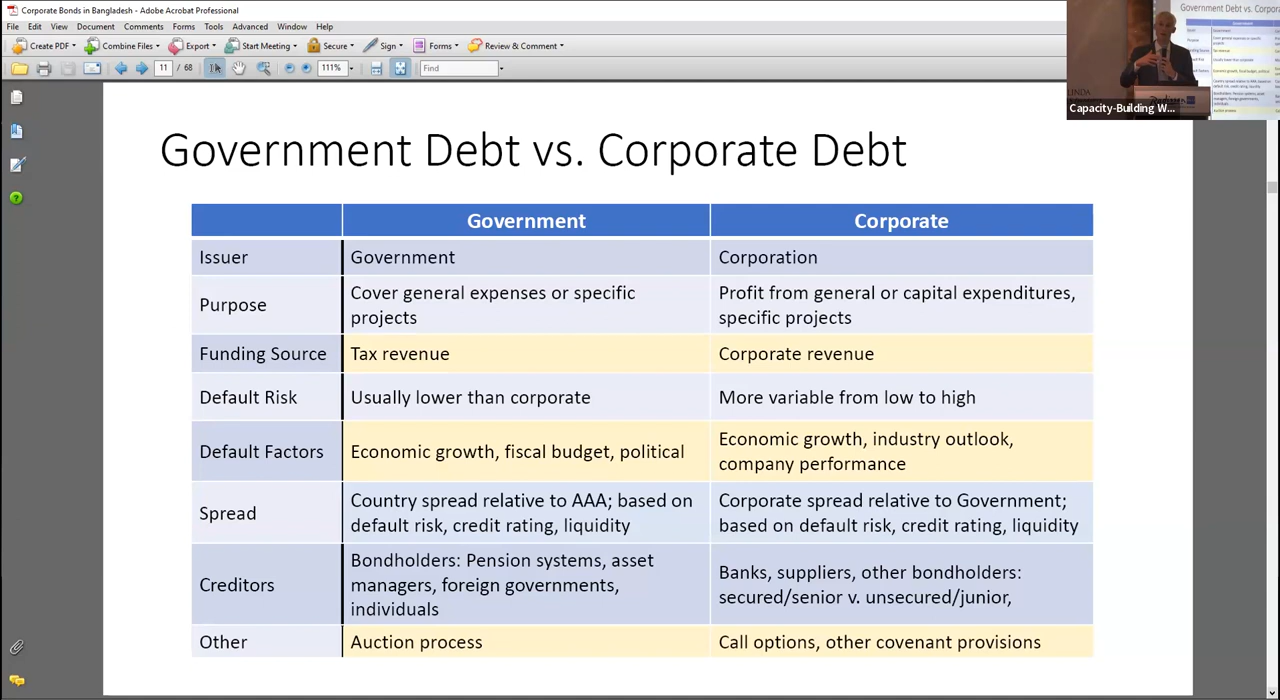 Corporate Bonds in Bangladesh - Adobe Acrobat Professional
File Edit View Document Comments Forms Tools Advanced Window Help
Create PDF Combine Files Export Start Meeting Secure Sign Forms Review & Comment
11 / 68 111% Find
Capacity-Building W...
Government Debt vs. Corporate Debt
Government Corporate
Issuer Government Corporation
Purpose Cover general expenses or specific projects Profit from general or capital expenditures, specific projects
Funding Source Tax revenue Corporate revenue
Default Risk Usually lower than corporate More variable from low to high
Default Factors Economic growth, fiscal budget, political Economic growth, industry outlook, company performance
Spread Country spread relative to AAA; based on default risk, credit rating, liquidity Corporate spread relative to Government; based on default risk, credit rating, liquidity
Creditors Bondholders: Pension systems, asset managers, foreign governments, individuals Banks, suppliers, other bondholders: secured/senior v. unsecured/junior,
Other Auction process Call options, other covenant provisions